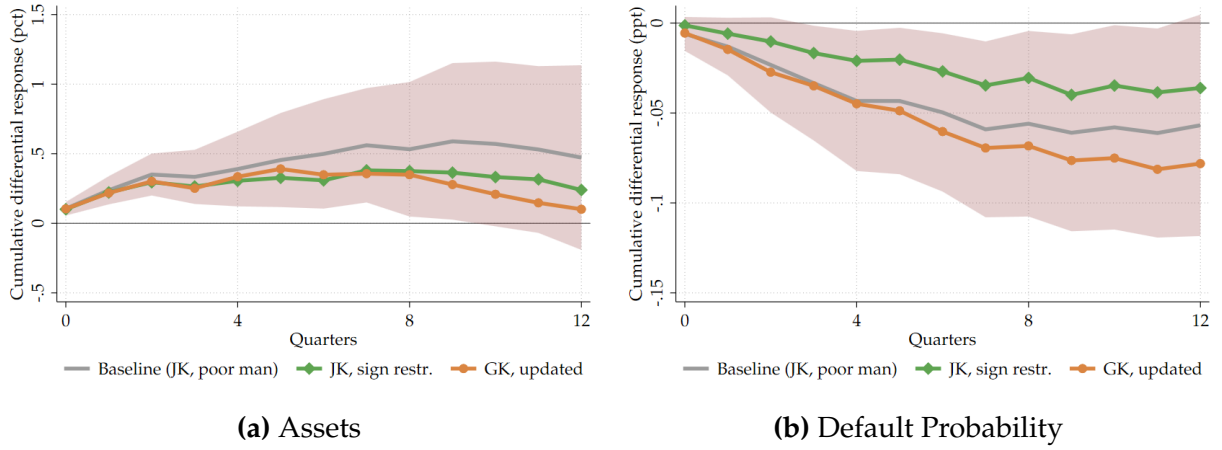 Cumulative differential response (pct)
1.5
1
.5
0
-.5
0
4
8
12
Quarters
Baseline (JK, poor man)
JK, sign restr.
GK, updated
(a) Assets
Cumulative differential response (ppt)
0
-.05
-.1
-.15
0
4
8
12
Quarters
Baseline (JK, poor man)
JK, sign restr.
GK, updated
(b) Default Probability